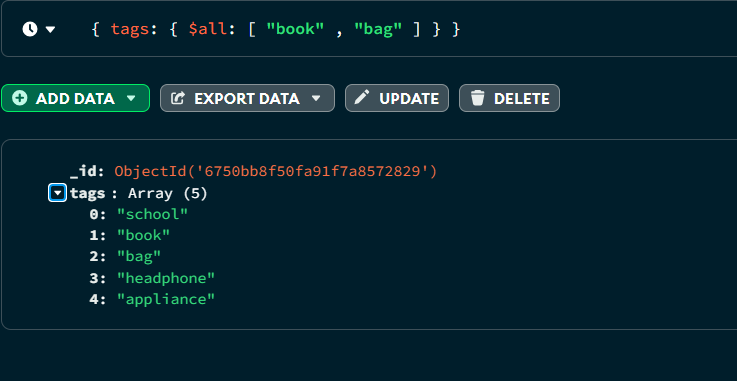 { tags: { $all: [ "book" , "bag" ] } }
ADD DATA EXPORT DATA UPDATE DELETE
_id: ObjectId('6750bb8f50fa91f7a8572829')
tags : Array (5)
0: "school"
1: "book"
2: "bag"
3: "headphone"
4: "appliance"